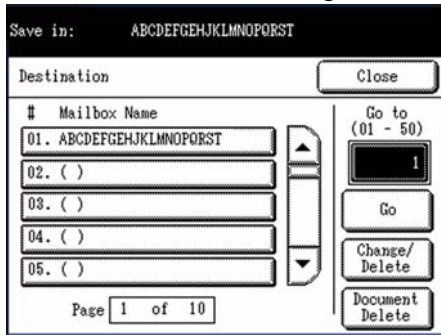 Save in: ABCDEFGEHJKLMNOPQRST
Destination
Close
# Mailbox Name
01. ABCDEFGEHJKLMNOPQRST
02. ( )
03. ( )
04. ( )
05. ( )
Page 1 of 10
Go to
(01 - 50)
1
Go
Change/
Delete
Document
Delete